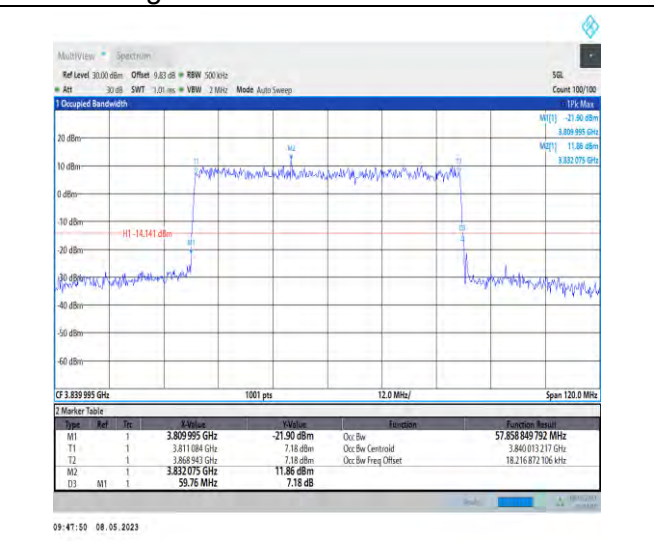 MultiView Spectrum
Ref Level 30.00 dBm Offset 9.83 dB RBW 500 kHz SGL
Att 30 dB SWT 1.01 ms VBW 2 MHz Mode Auto Sweep Count 100/100
1 Occupied Bandwidth 1Pk Max
M1[1] -21.90 dBm
3.809 995 GHz
M2[1] 11.86 dBm
3.832 075 GHz
20 dBm
M2
10 dBm
0 dBm
-10 dBm
H1 -14.141 dBm
D3
M1
-20 dBm
-30 dBm
-40 dBm
-50 dBm
-60 dBm
CF 3.839 995 GHz 1001 pts 12.0 MHz/ Span 120.0 MHz
2 Marker Table
Type Ref Trc X-Value Y-Value Function Function Result
M1 1 3.809 995 GHz -21.90 dBm Occ Bw 57.858 849 792 MHz
T1 1 3.811 084 GHz 7.18 dBm Occ Bw Centroid 3.840 013 217 GHz
T2 1 3.868 943 GHz 7.18 dBm Occ Bw Freq Offset 18.216 872 106 kHz
M2 1 3.832 075 GHz 11.86 dBm
D3 M1 1 59.76 MHz 7.18 dB
09:47:50 08.05.2023